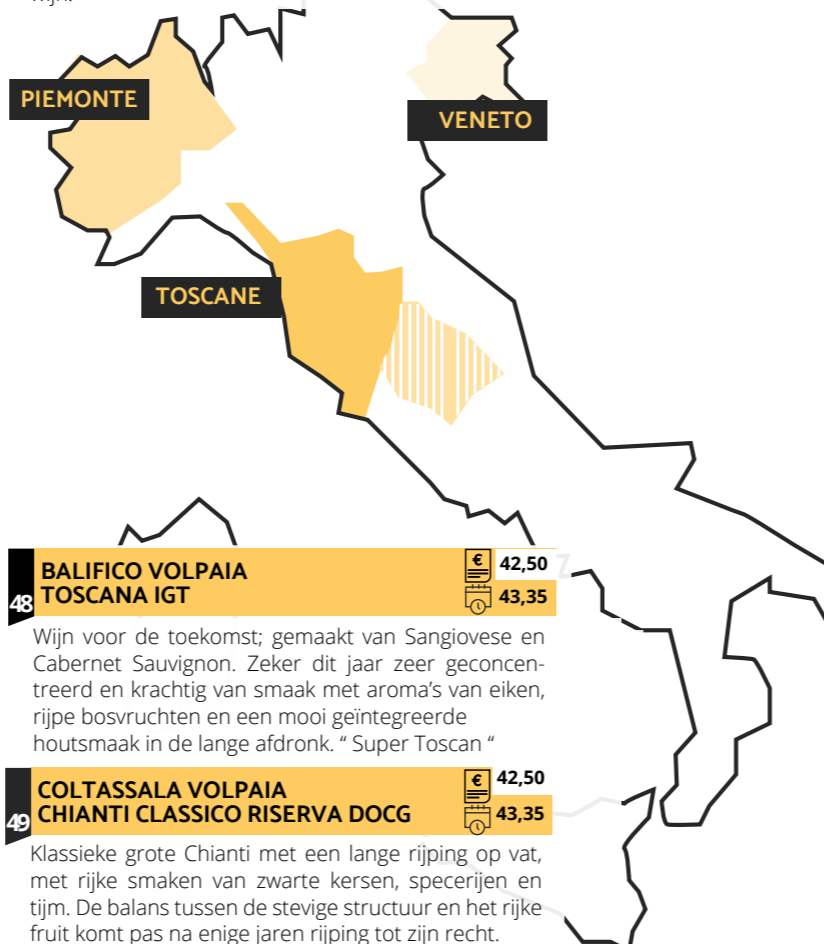 wijn.
PIEMONTE
VENETO
TOSCANE
48
BALIFICO VOLPAIA
TOSCANA IGT
€ 42,50
43,35
Wijn voor de toekomst; gemaakt van Sangiovese en
Cabernet Sauvignon. Zeker dit jaar zeer geconcen-
treerd en krachtig van smaak met aroma’s van eiken,
rijpe bosvruchten en een mooi geïntegreerde
houtsmaak in de lange afdronk. “ Super Toscan “
49
COLTASSALA VOLPAIA
CHIANTI CLASSICO RISERVA DOCG
€ 42,50
43,35
Klassieke grote Chianti met een lange rijping op vat,
met rijke smaken van zwarte kersen, specerijen en
tijm. De balans tussen de stevige structuur en het rijke
fruit komt pas na enige jaren rijping tot zijn recht.